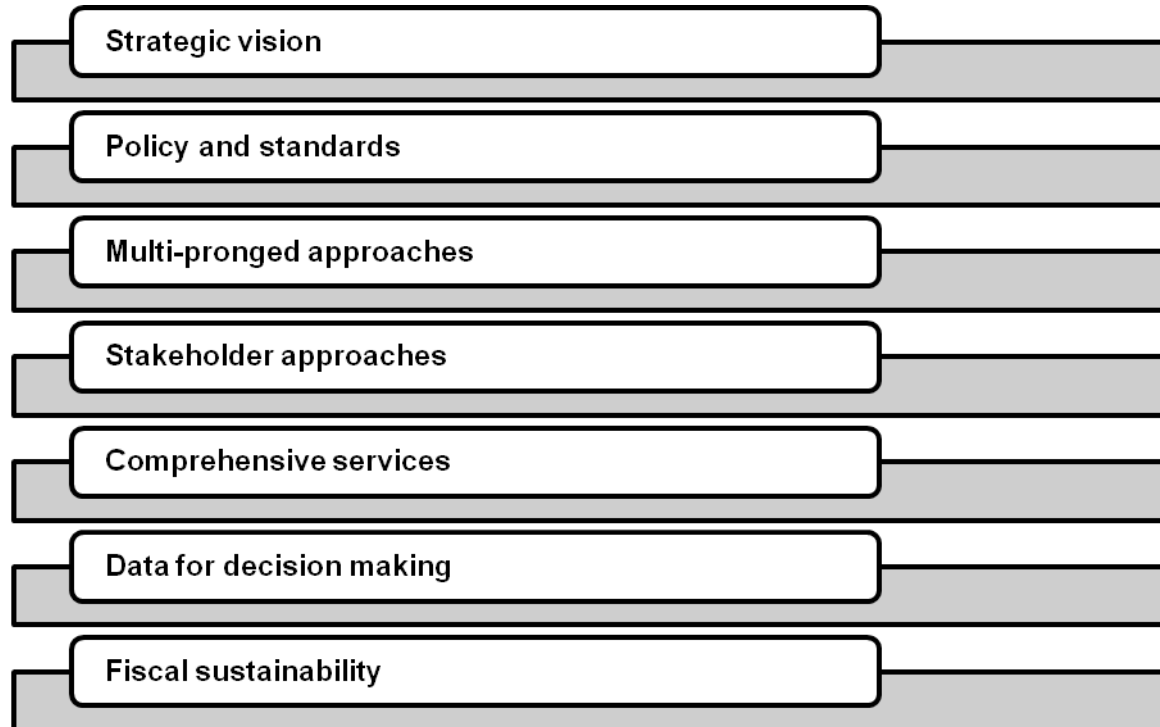 Strategic vision
Policy and standards
Multi-pronged approaches
Stakeholder approaches
Comprehensive services
Data for decision making
Fiscal sustainability